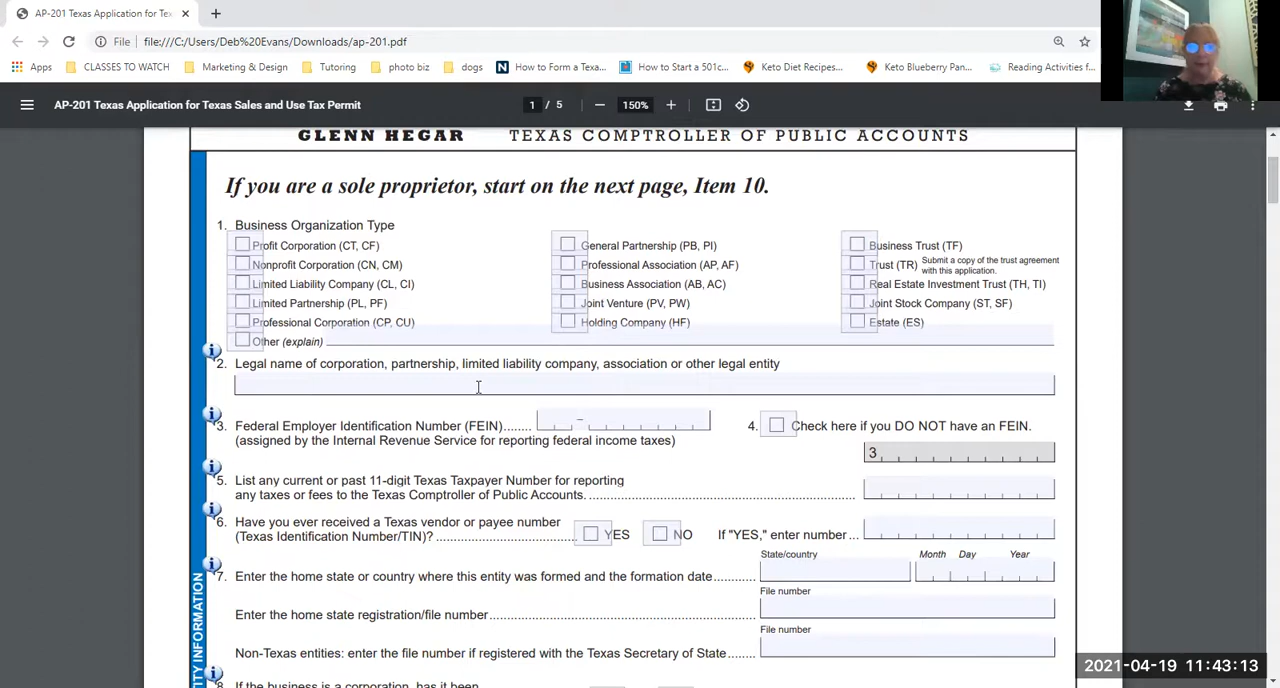 AP-201 Texas Application for Tex
File
file:///C:/Users/Deb%20Evans/Downloads/ap-201.pdf
Apps
CLASSES TO WATCH
Marketing & Design
Tutoring
photo biz
dogs
How to Form a Texa...
How to Start a 501c...
Keto Diet Recipes...
Keto Blueberry Pan...
Reading Activities f
AP-201 Texas Application for Texas Sales and Use Tax Permit
1 / 5
150%
GLENN HEGAR TEXAS COMPTROLLER OF PUBLIC ACCOUNTS
If you are a sole proprietor, start on the next page, Item 10.
1. Business Organization Type
Profit Corporation (CT, CF)
General Partnership (PB, PI)
Business Trust (TF)
Nonprofit Corporation (CN, CM)
Professional Association (AP, AF)
Trust (TR) Submit a copy of the trust agreement
with this application.
Limited Liability Company (CL, CI)
Business Association (AB, AC)
Real Estate Investment Trust (TH, TI)
Limited Partnership (PL, PF)
Joint Venture (PV, PW)
Joint Stock Company (ST, SF)
Professional Corporation (CP, CU)
Holding Company (HF)
Estate (ES)
Other (explain)
2. Legal name of corporation, partnership, limited liability company, association or other legal entity
3. Federal Employer Identification Number (FEIN)........
(assigned by the Internal Revenue Service for reporting federal income taxes)
4. Check here if you DO NOT have an FEIN.
3
5. List any current or past 11-digit Texas Taxpayer Number for reporting
any taxes or fees to the Texas Comptroller of Public Accounts. ..................................................................
6. Have you ever received a Texas vendor or payee number
(Texas Identification Number/TIN)? ...................................
YES
NO
If "YES," enter number...
State/country
Month Day Year
7. Enter the home state or country where this entity was formed and the formation date...........
File number
Enter the home state registration/file number..................................................................
File number
Non-Texas entities: enter the file number if registered with the Texas Secretary of State.......
8. If the business is a corporation, has it been
TITY INFORMATION
2021-04-19 11:43:13